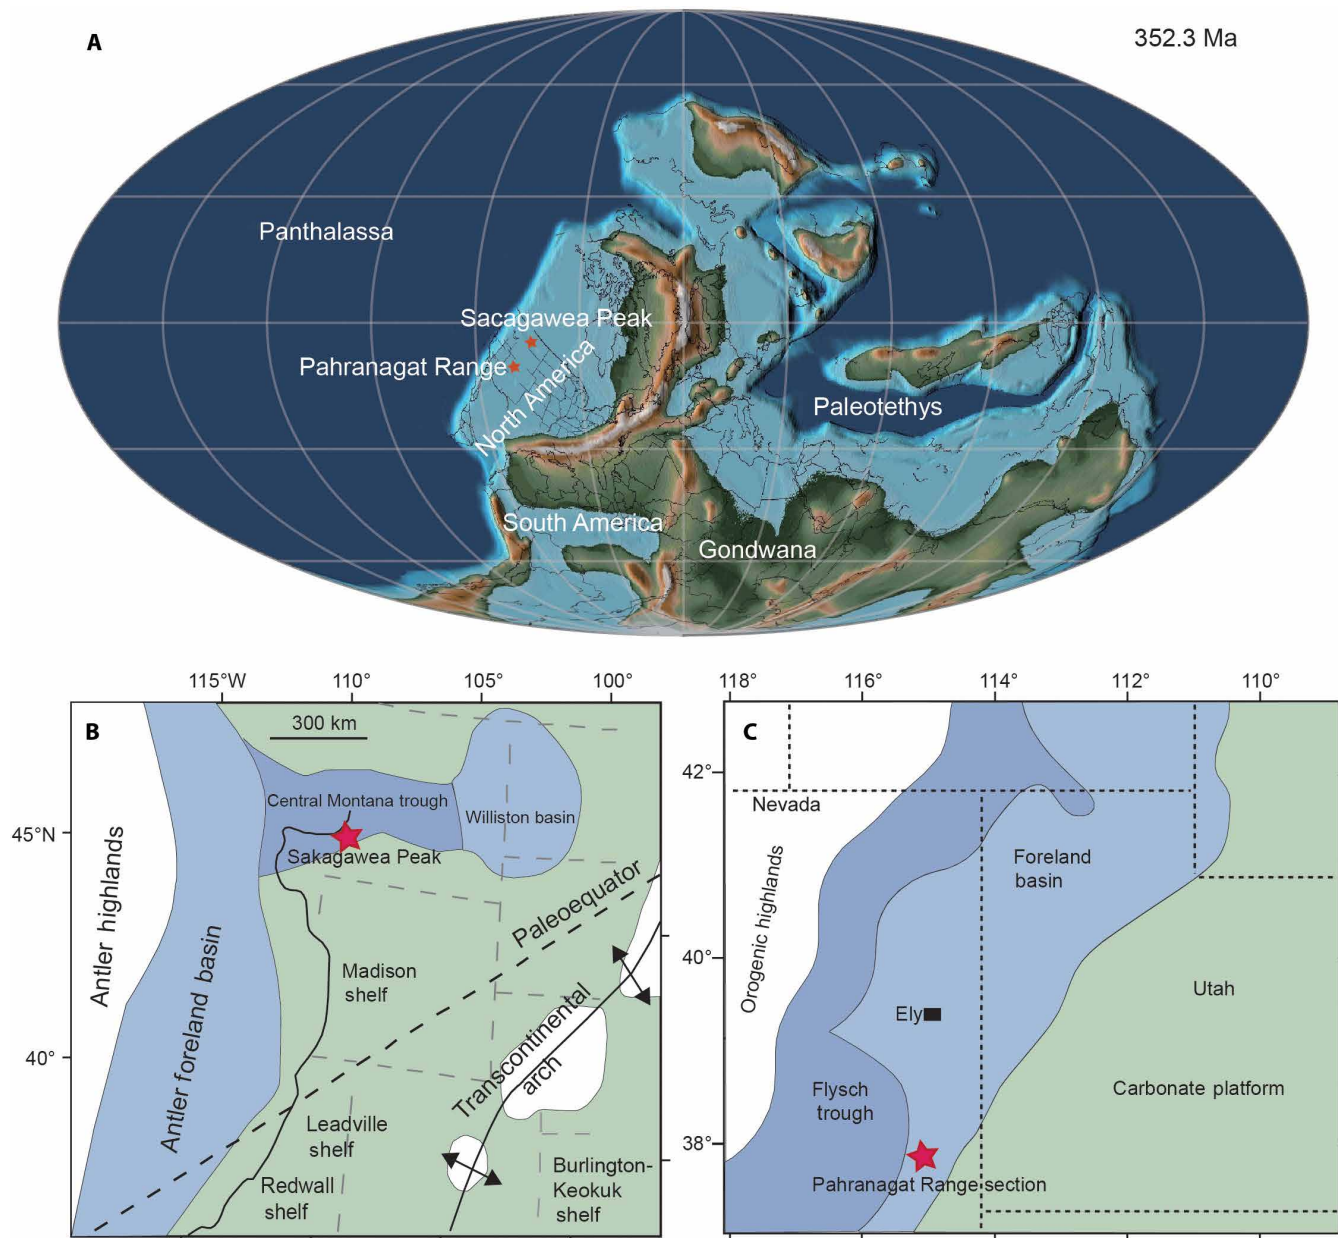 A
352.3 Ma
Panthalassa
Sacagawea Peak
Pahranagat Range
North America
Paleotethys
South America
Gondwana
115°W
110°
105°
100°
B
300 km
Central Montana trough
Williston basin
45°N
Sakagawea Peak
Antler highlands
Antler foreland basin
Paleoequator
Madison
shelf
Transcontinental
arch
40°
Leadville
shelf
Redwall
shelf
Burlington-
Keokuk
shelf
118°
116°
114°
112°
110°
C
42°
Nevada
Foreland
basin
Orogenic highlands
40°
Ely
Utah
Flysch
trough
Carbonate platform
38°
Pahranagat Range section